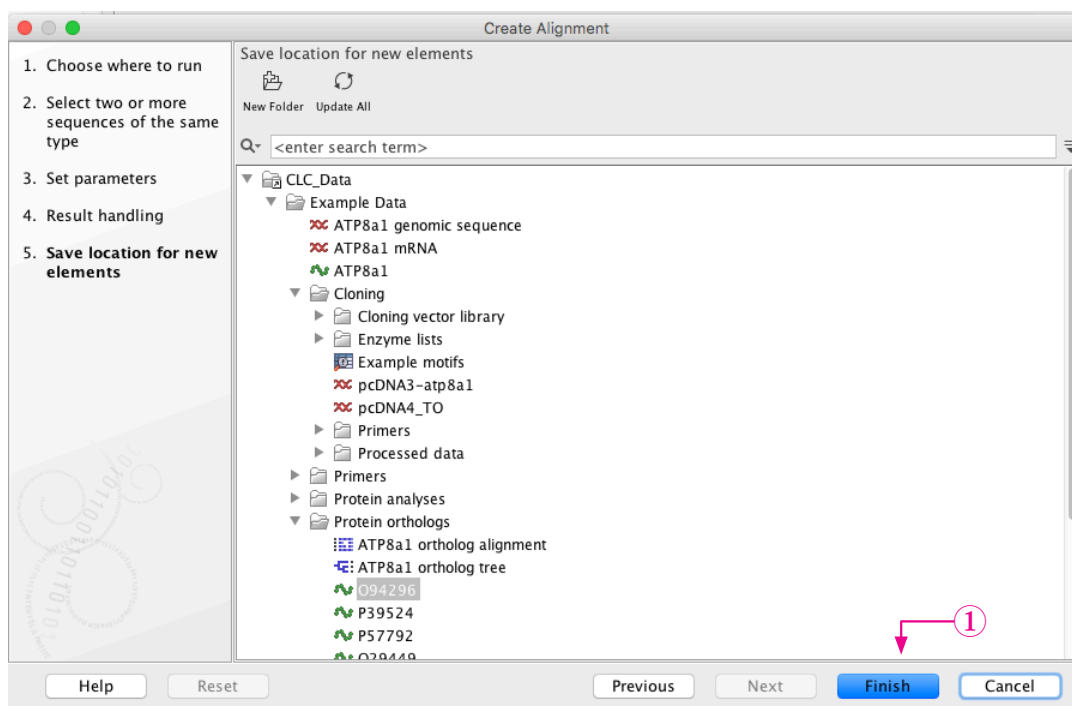 Create Alignment
1. Choose where to run
2. Select two or more
sequences of the same
type
3. Set parameters
4. Result handling
5. Save location for new
elements
Save location for new elements
New Folder Update All
<enter search term>
CLC_Data
Example Data
ATP8a1 genomic sequence
ATP8a1 mRNA
ATP8a1
Cloning
Cloning vector library
Enzyme lists
Example motifs
pcDNA3-atp8a1
pcDNA4_TO
Primers
Processed data
Primers
Protein analyses
Protein orthologs
ATP8a1 ortholog alignment
ATP8a1 ortholog tree
O94296
P39524
P57792
1
Help Reset Previous Next Finish Cancel